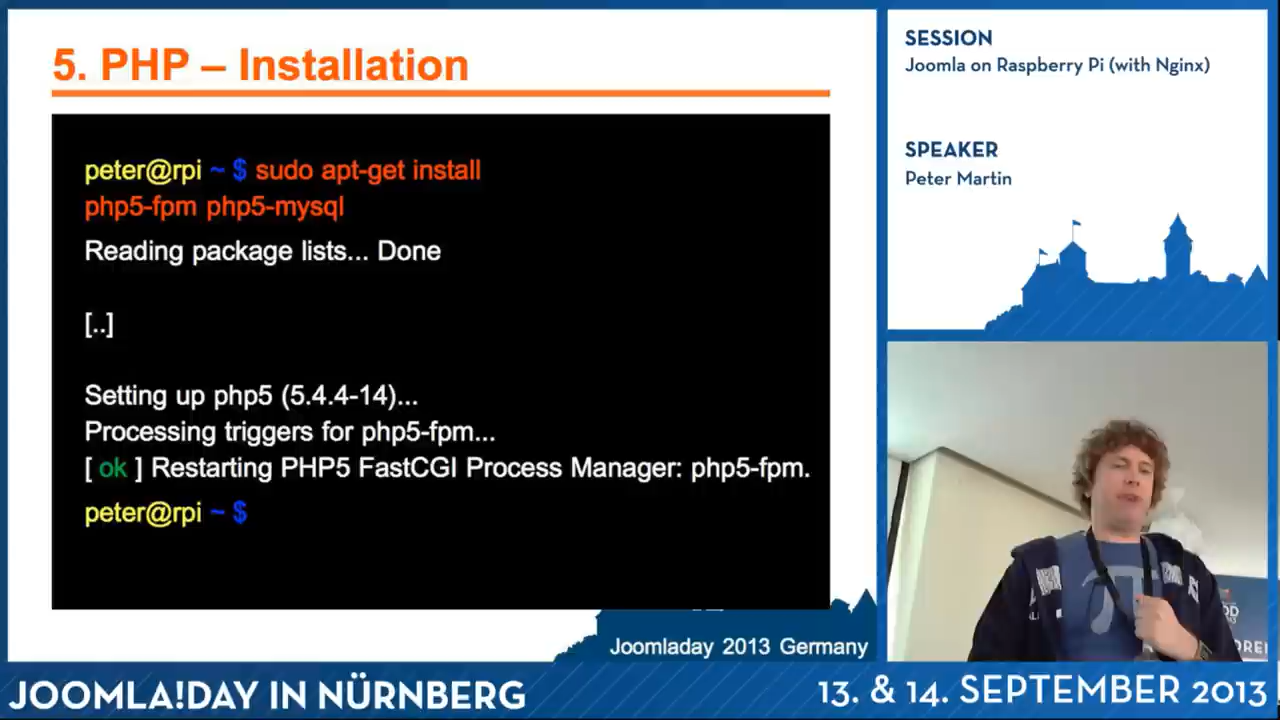 5. PHP – Installation
peter@rpi ~ $ sudo apt-get install
php5-fpm php5-mysql
Reading package lists... Done
[..]
Setting up php5 (5.4.4-14)...
Processing triggers for php5-fpm...
[ ok ] Restarting PHP5 FastCGI Process Manager: php5-fpm.
peter@rpi ~ $
Joomladay 2013 Germany
SESSION
Joomla on Raspberry Pi (with Nginx)
SPEAKER
Peter Martin
JOOMLA!DAY IN NÜRNBERG
13. & 14. SEPTEMBER 2013